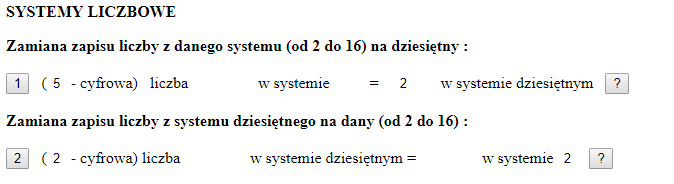 SYSTEMY LICZBOWE
Zamiana zapisu liczby z danego systemu (od 2 do 16) na dziesiętny :
1 ( 5 - cyfrowa) liczba w systemie = 2 w systemie dziesiętnym ?
Zamiana zapisu liczby z systemu dziesiętnego na dany (od 2 do 16) :
2 ( 2 - cyfrowa) liczba w systemie dziesiętnym = w systemie 2 ?